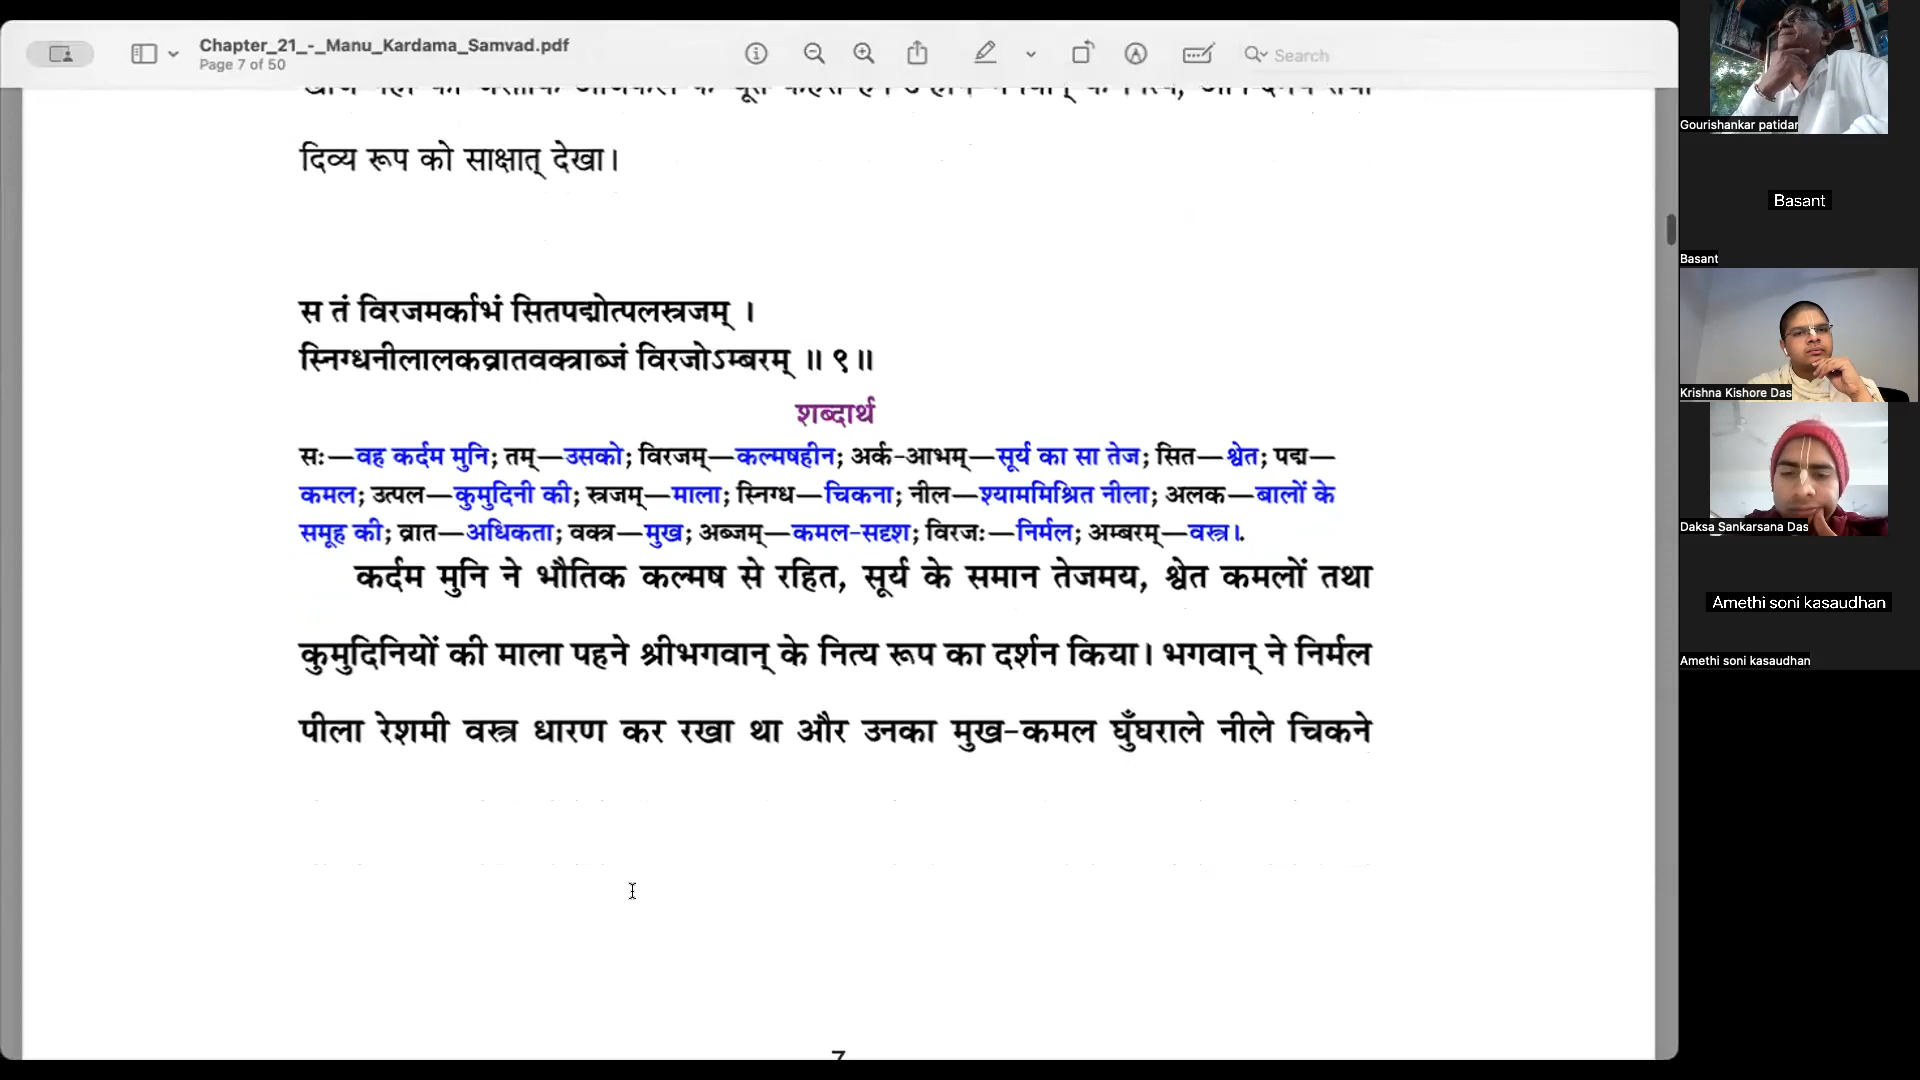 Chapter_21_-_Manu_Kardama_Samvad.pdf
Page 7 of 50
Search
दिव्य रूप को साक्षात् देखा।
स तं विरजमर्काभं सितपद्मोत्पलस्रजम् ।
स्निग्धनीलालकव्रातवक्त्राब्जं विरजोऽम्बरम् ॥ ९॥
शब्दार्थ
सः—वह कर्दम मुनि; तम्—उसको; विरजम्—कल्मषहीन; अर्क-आभम्—सूर्य का सा तेज; सित—श्वेत; पद्म—
कमल; उत्पल—कुमुदिनी की; स्रजम्—माला; स्निग्ध—चिकना; नील—श्याममिश्रित नीला; अलक—बालों के
समूह की; व्रात—अधिकता; वक्त्र—मुख; अब्जम्—कमल-सदृश; विरजः—निर्मल; अम्बरम्—वस्त्र।.
कर्दम मुनि ने भौतिक कल्मष से रहित, सूर्य के समान तेजमय, श्वेत कमलों तथा
कुमुदिनियों की माला पहने श्रीभगवान् के नित्य रूप का दर्शन किया। भगवान् ने निर्मल
पीला रेशमी वस्त्र धारण कर रखा था और उनका मुख-कमल घुँघराले नीले चिकने
7
Gourishankar patidar
Basant
Basant
Krishna Kishore Das
Daksa Sankarsana Das
Amethi soni kasaudhan
Amethi soni kasaudhan